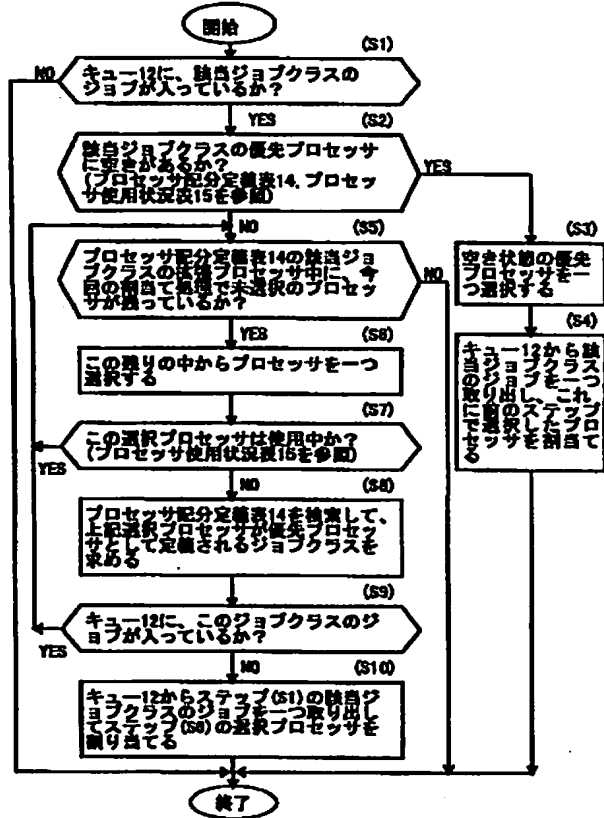 開始
(S1)
NO
キュー12に、該当ジョブクラスの
ジョブが入っているか?
YES
(S2)
該当ジョブクラスの優先プロセッサ
に空きがあるか?
(プロセッサ配分定義表14、プロセッ
サ使用状況表15を参照)
YES
NO
(S3)
空き状態の優先
プロセッサを一
つ選択する
(S4)
キュー12から該
当ジョブクラス
のジョブを一つ
取り出し、これ
に前のステップ
で選択したプロ
セッサを割当て
る
(S5)
プロセッサ配分定義表14の該当ジョ
ブクラスの プロセッサ中に、今
回の割当て処理で未選択のプロセッ
サが残っているか?
NO
YES
(S6)
この残りの中からプロセッサを一つ
選択する
(S7)
この選択プロセッサは使用中か?
(プロセッサ使用状況表15を参照)
YES
NO
(S8)
プロセッサ配分定義表14を検索して、
上記選択プロセッサが優先プロセッ
サとして定義されるジョブクラスを
求める
(S9)
キュー12に、このジョブクラスのジ
ョブが入っているか?
YES
NO
(S10)
キュー12からステップ(S1)の該当ジ
ョブクラスのジョブを一つ取り出し
てステップ(S6)の選択プロセッサを
割り当てる
終了